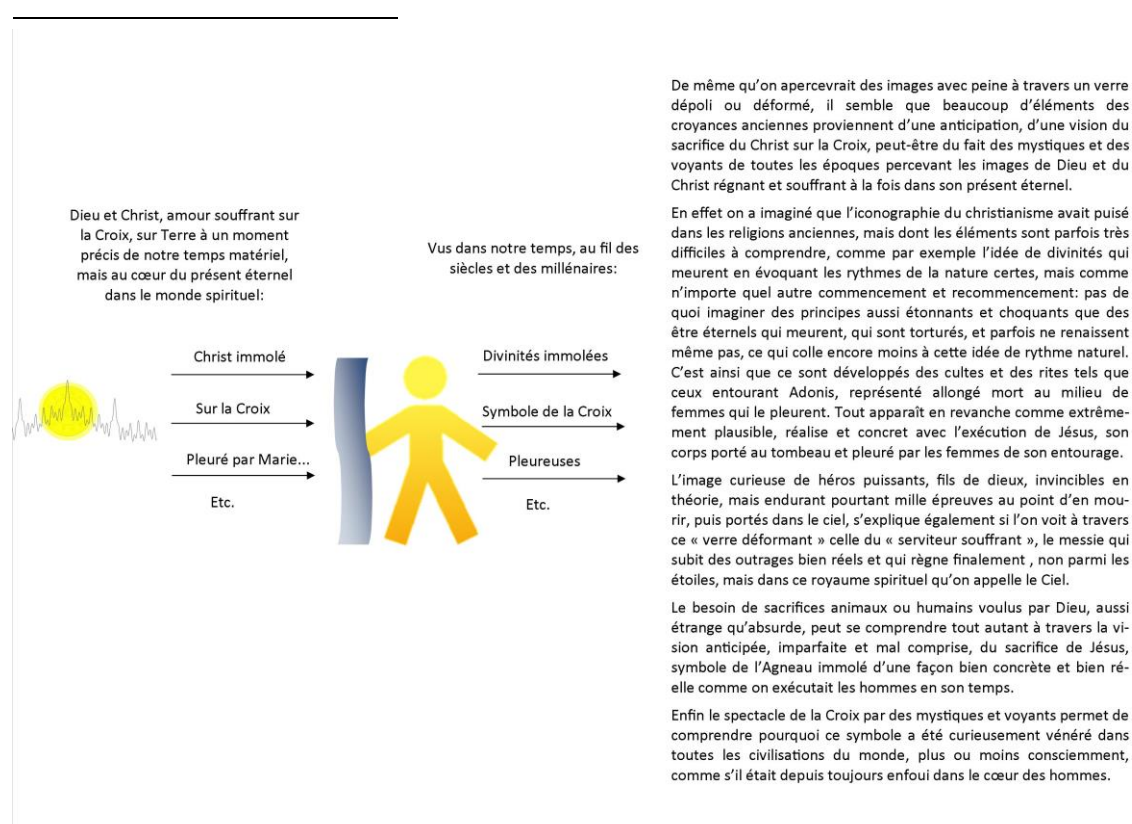 Dieu et Christ, amour souffrant sur
la Croix, sur Terre à un moment
précis de notre temps matériel,
mais au cœur du présent éternel
dans le monde spirituel:
Christ immolé
Sur la Croix
Pleuré par Marie...
Etc.
Vus dans notre temps, au fil des
siècles et des millénaires:
Divinités immolées
Symbole de la Croix
Pleureuses
Etc.
De même qu’on apercevrait des images avec peine à travers un verre
dépoli ou déformé, il semble que beaucoup d’éléments des
croyances anciennes proviennent d’une anticipation, d’une vision du
sacrifice du Christ sur la Croix, peut-être du fait des mystiques et des
voyants de toutes les époques percevant les images de Dieu et du
Christ régnant et souffrant à la fois dans son présent éternel.
En effet on a imaginé que l’iconographie du christianisme avait puisé
dans les religions anciennes, mais dont les éléments sont parfois très
difficiles à comprendre, comme par exemple l’idée de divinités qui
meurent en évoquant les rythmes de la nature certes, mais comme
n’importe quel autre commencement et recommencement: pas de
quoi imaginer des principes aussi étonnants et choquants que des
être éternels qui meurent, qui sont torturés, et parfois ne renaissent
même pas, ce qui colle encore moins à cette idée de rythme naturel.
C’est ainsi que ce sont développés des cultes et des rites tels que
ceux entourant Adonis, représenté allongé mort au milieu de
femmes qui le pleurent. Tout apparaît en revanche comme extrême-
ment plausible, réalise et concret avec l’exécution de Jésus, son
corps porté au tombeau et pleuré par les femmes de son entourage.
L’image curieuse de héros puissants, fils de dieux, invincibles en
théorie, mais endurant pourtant mille épreuves au point d’en mou-
rir, puis portés dans le ciel, s’explique également si l’on voit à travers
ce « verre déformant » celle du « serviteur souffrant », le messie qui
subit des outrages bien réels et qui règne finalement , non parmi les
étoiles, mais dans ce royaume spirituel qu’on appelle le Ciel.
Le besoin de sacrifices animaux ou humains voulus par Dieu, aussi
étrange qu’absurde, peut se comprendre tout autant à travers la vi-
sion anticipée, imparfaite et mal comprise, du sacrifice de Jésus,
symbole de l’Agneau immolé d’une façon bien concrète et bien ré-
elle comme on exécutait les hommes en son temps.
Enfin le spectacle de la Croix par des mystiques et voyants permet de
comprendre pourquoi ce symbole a été curieusement vénéré dans
toutes les civilisations du monde, plus ou moins consciemment,
comme s’il était depuis toujours enfoui dans le cœur des hommes.